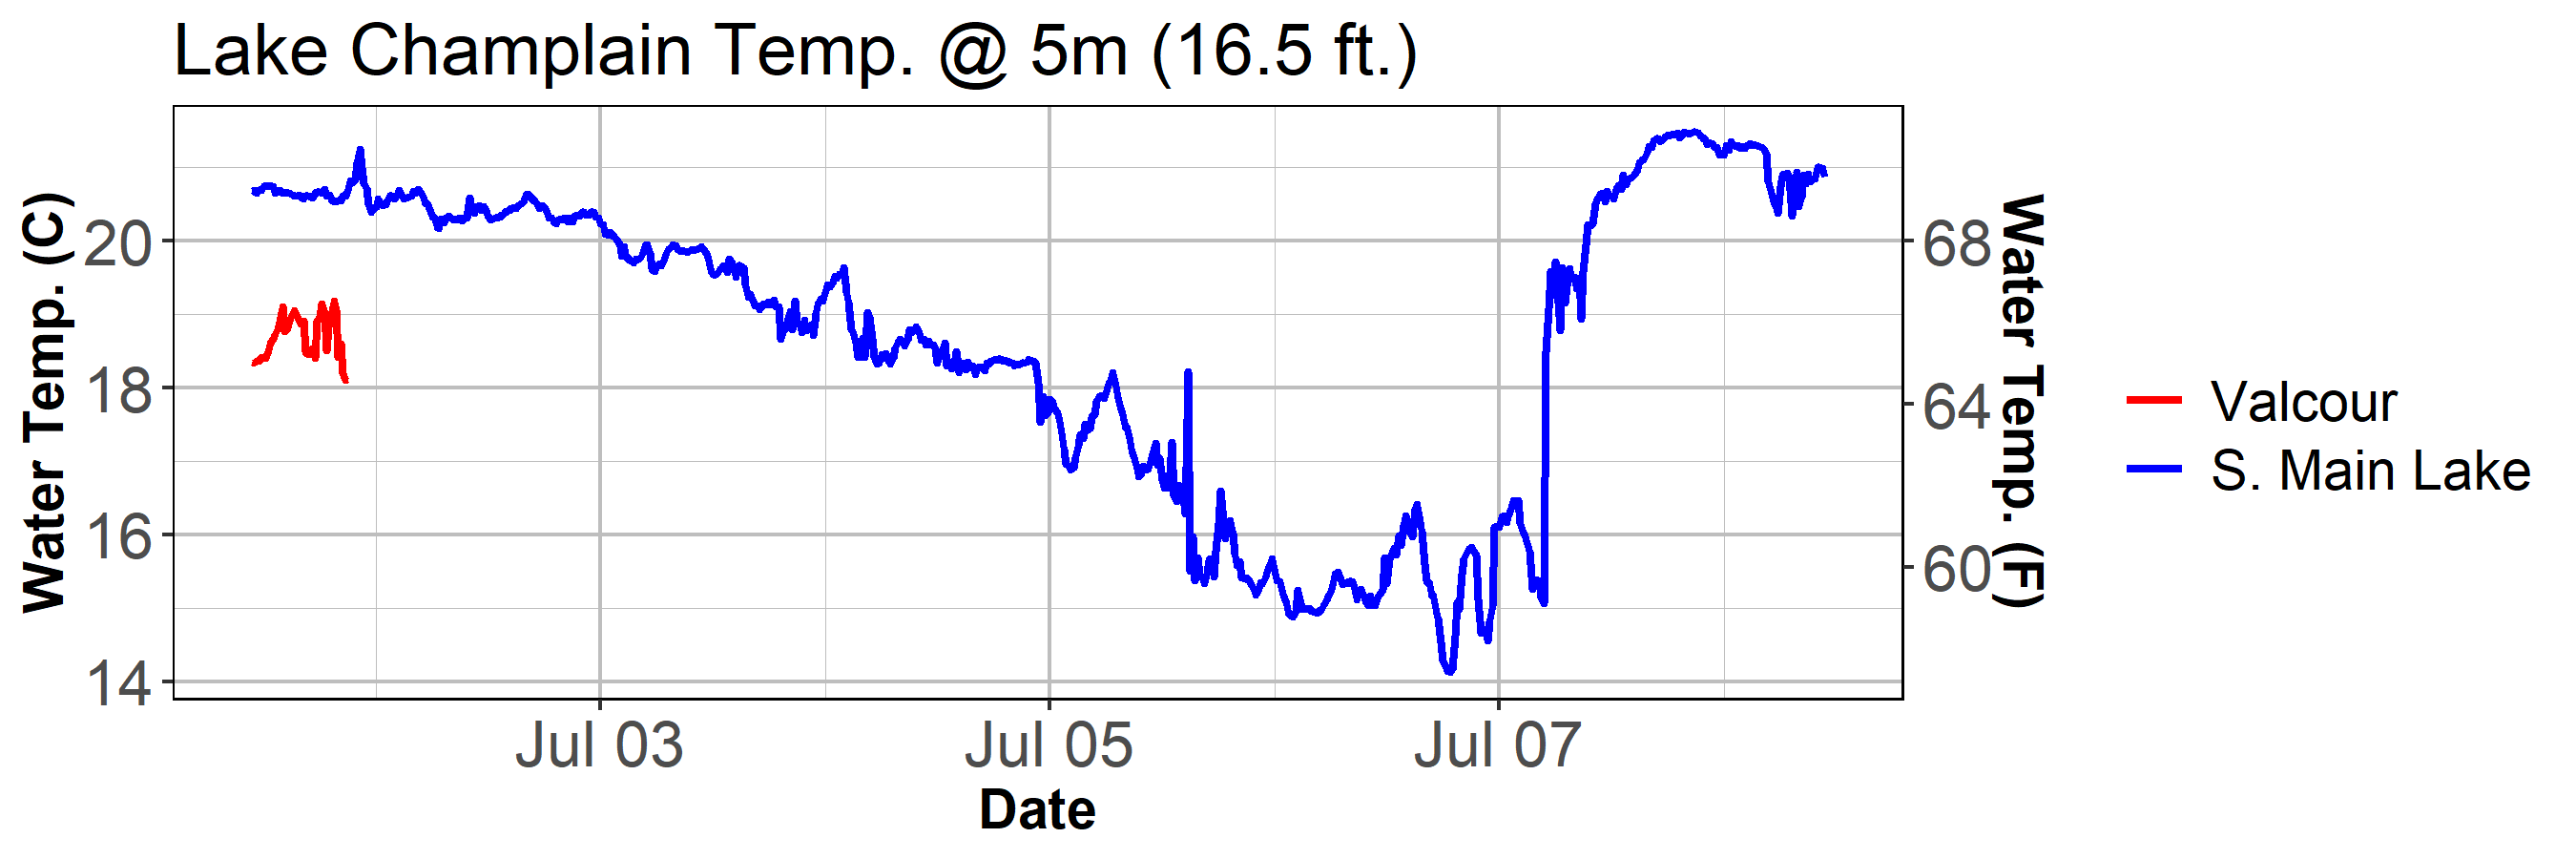 Lake Champlain Temp. @ 5m (16.5 ft.)
Water Temp. (C)
20
18
16
14
68
64
60
Water Temp. (F)
Jul 03
Jul 05
Jul 07
Date
Valcour
S. Main Lake